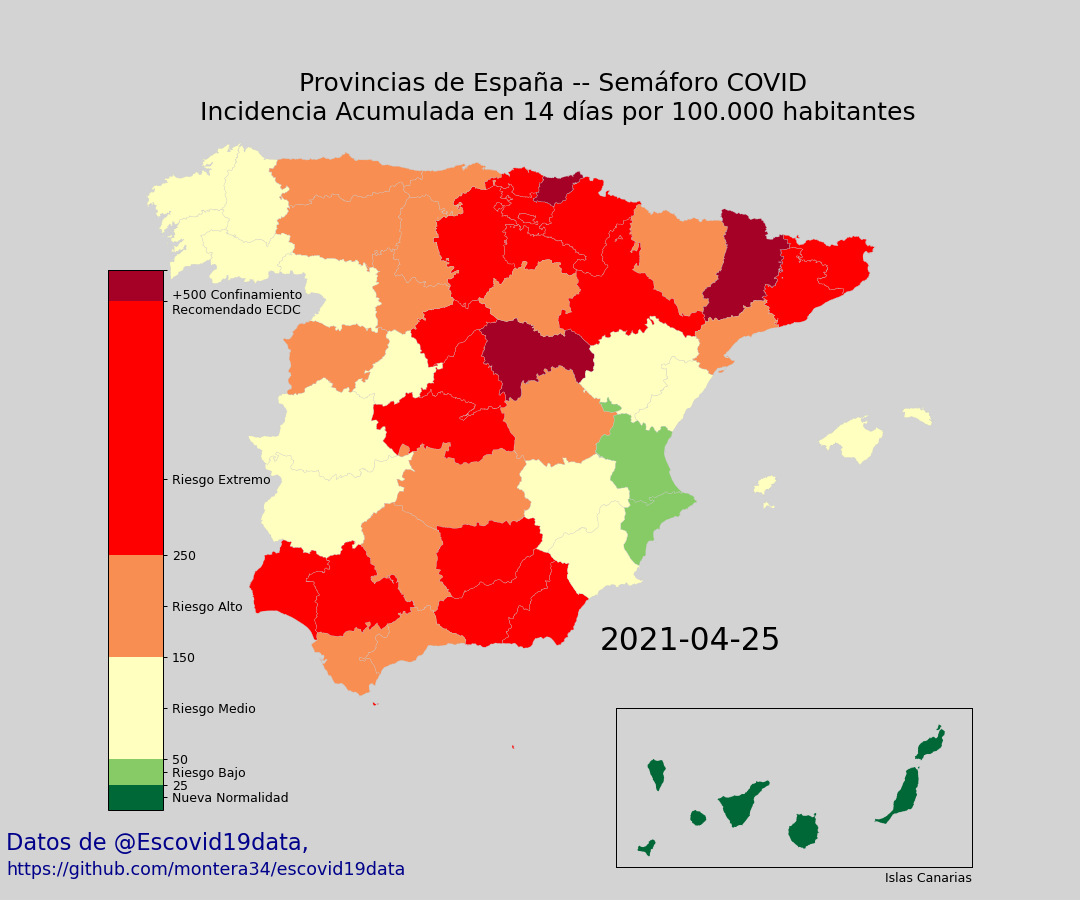 Provincias de España -- Semáforo COVID
Incidencia Acumulada en 14 días por 100.000 habitantes
+500 Confinamiento
Recomendado ECDC
Riesgo Extremo
250
Riesgo Alto
150
Riesgo Medio
50
Riesgo Bajo
25
Nueva Normalidad
2021-04-25
Islas Canarias
Datos de @Escovid19data,
https://github.com/montera34/escovid19data